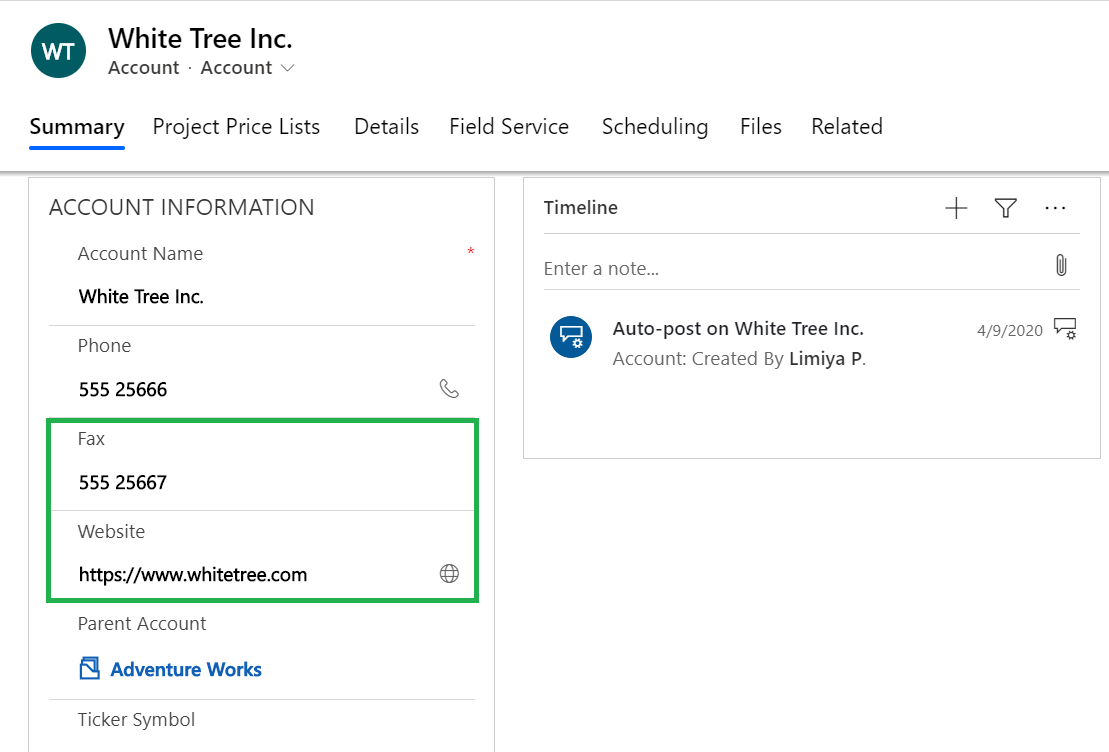 WT
White Tree Inc.
Account · Account
Summary Project Price Lists Details Field Service Scheduling Files Related
ACCOUNT INFORMATION
Account Name *
White Tree Inc.
Phone
555 25666
Fax
555 25667
Website
https://www.whitetree.com
Parent Account
Adventure Works
Ticker Symbol
Timeline
Enter a note...
Auto-post on White Tree Inc. 4/9/2020
Account: Created By Limiya P.